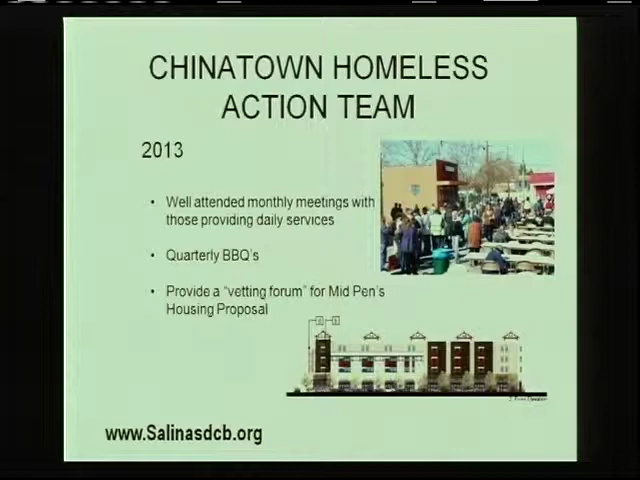 CHINATOWN HOMELESS
ACTION TEAM
2013
• Well attended monthly meetings with
those providing daily services
• Quarterly BBQ's
• Provide a "vetting forum" for Mid Pen's
Housing Proposal
www.Salinasdcb.org